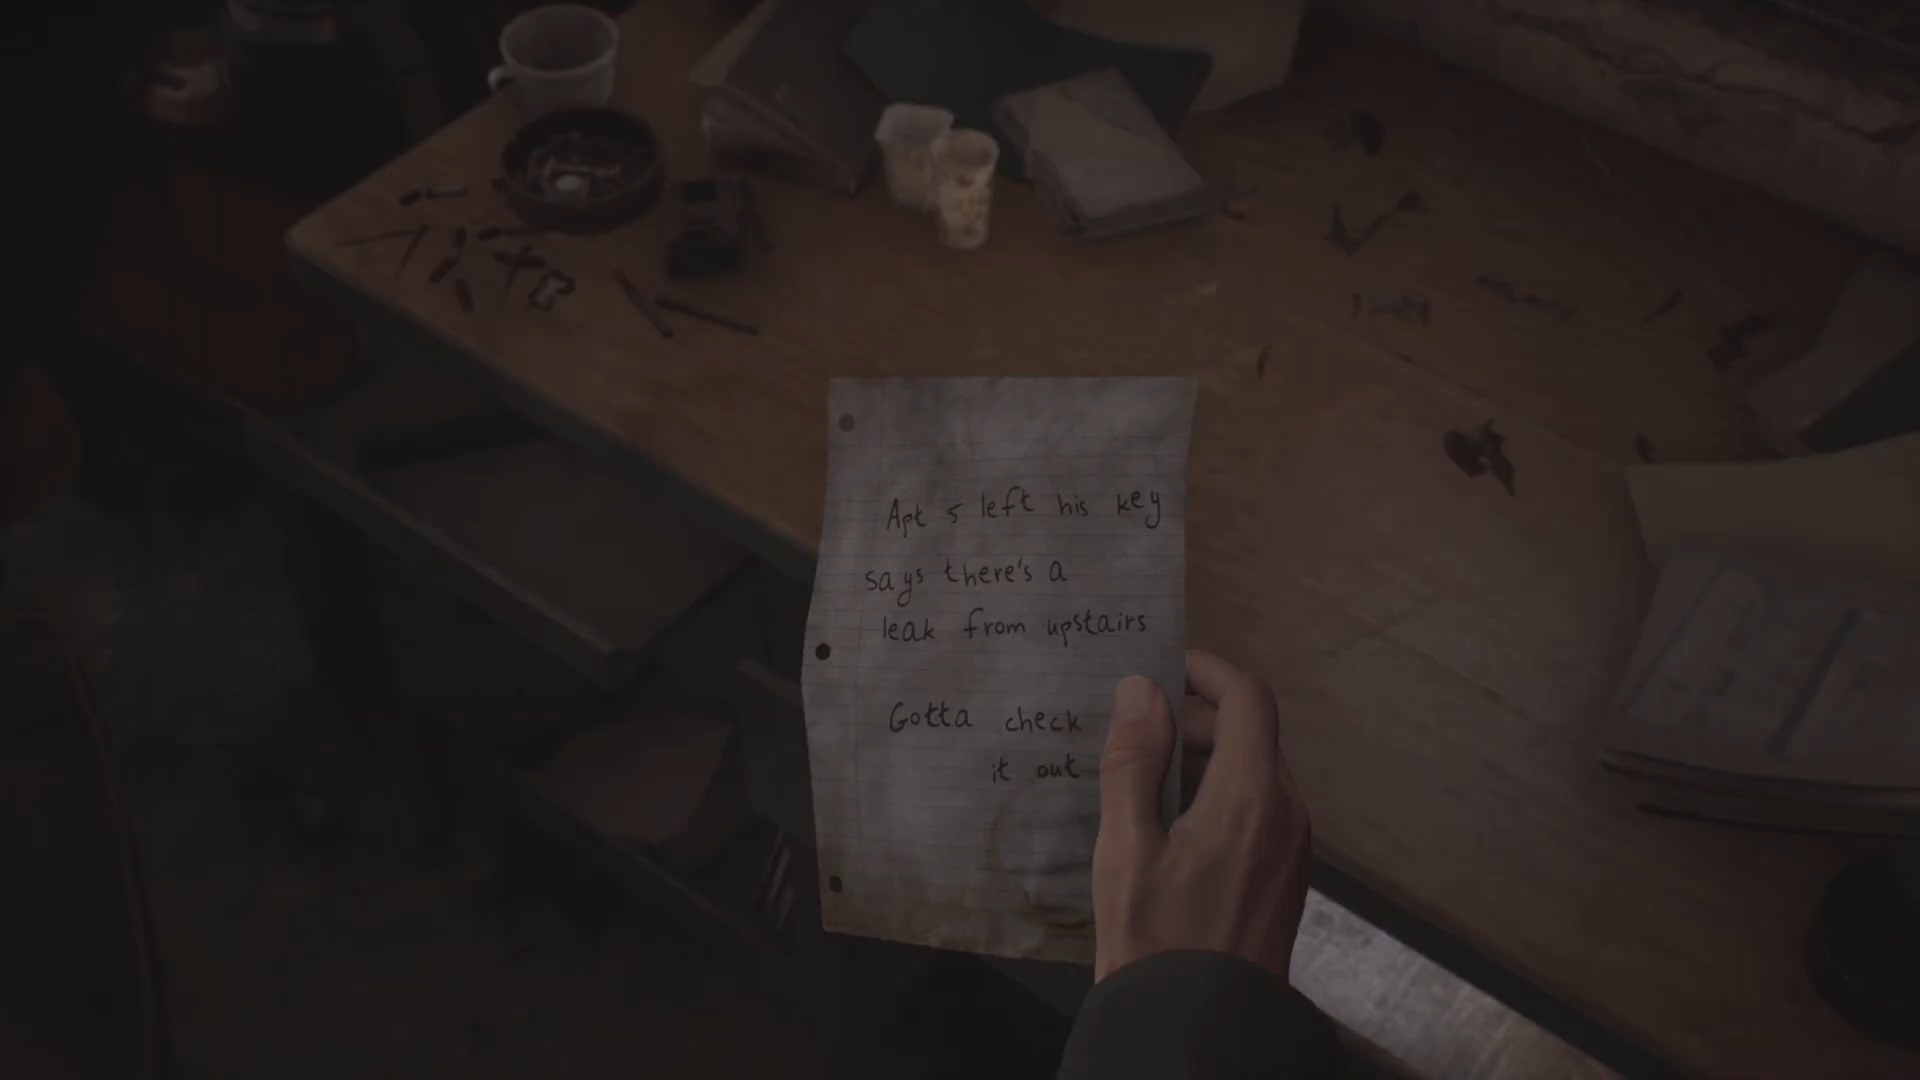 Apt 5 left his key
says there's a
leak from upstairs
Gotta check
it out